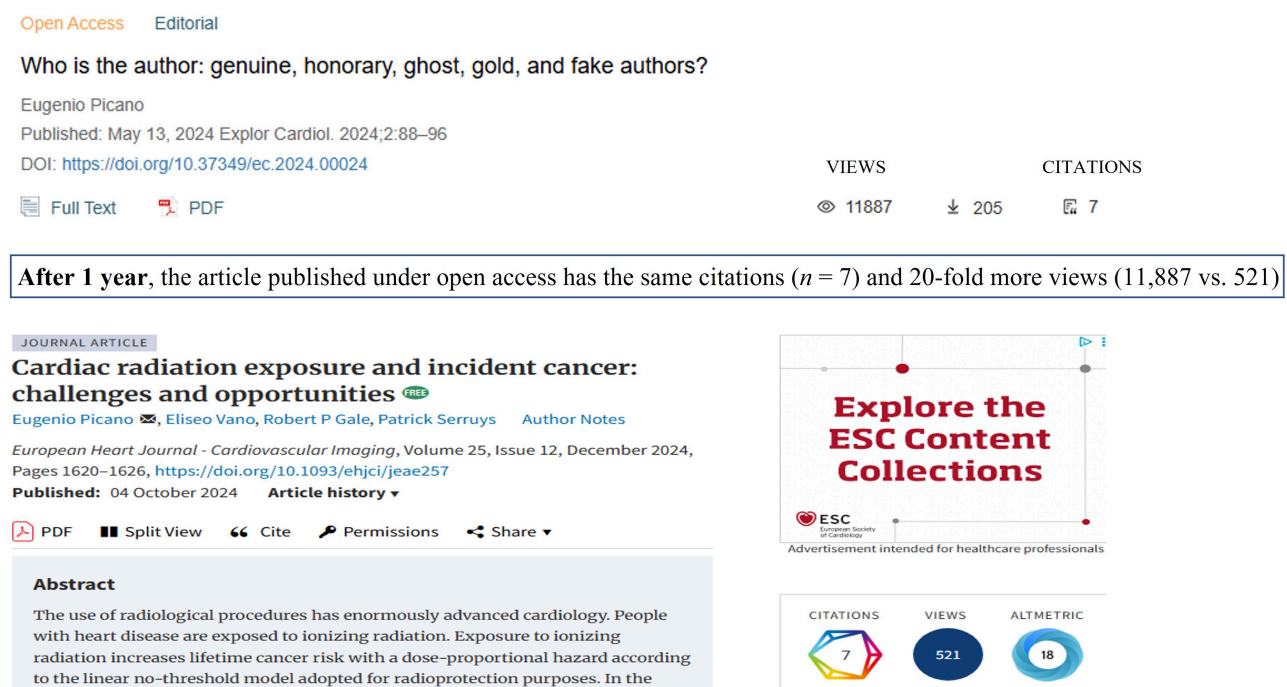 Open Access Editorial
Who is the author: genuine, honorary, ghost, gold, and fake authors?
Eugenio Picano
Published: May 13, 2024 Explor Cardiol. 2024;2:88–96
DOI: https://doi.org/10.37349/ec.2024.00024
VIEWS CITATIONS
Full Text PDF 11887 205 7
After 1 year, the article published under open access has the same citations (n = 7) and 20-fold more views (11,887 vs. 521)
JOURNAL ARTICLE
Cardiac radiation exposure and incident cancer:
challenges and opportunities FREE
Eugenio Picano, Eliseo Vano, Robert P Gale, Patrick Serruys Author Notes
European Heart Journal - Cardiovascular Imaging, Volume 25, Issue 12, December 2024,
Pages 1620–1626, https://doi.org/10.1093/ehjci/jeae257
Published: 04 October 2024 Article history
PDF Split View Cite Permissions Share
Abstract
The use of radiological procedures has enormously advanced cardiology. People
with heart disease are exposed to ionizing radiation. Exposure to ionizing
radiation increases lifetime cancer risk with a dose-proportional hazard according
to the linear no-threshold model adopted for radioprotection purposes. In the
Explore the
ESC Content
Collections
ESC
European Society
of Cardiology
Advertisement intended for healthcare professionals
CITATIONS VIEWS ALTMETRIC
7 521 18